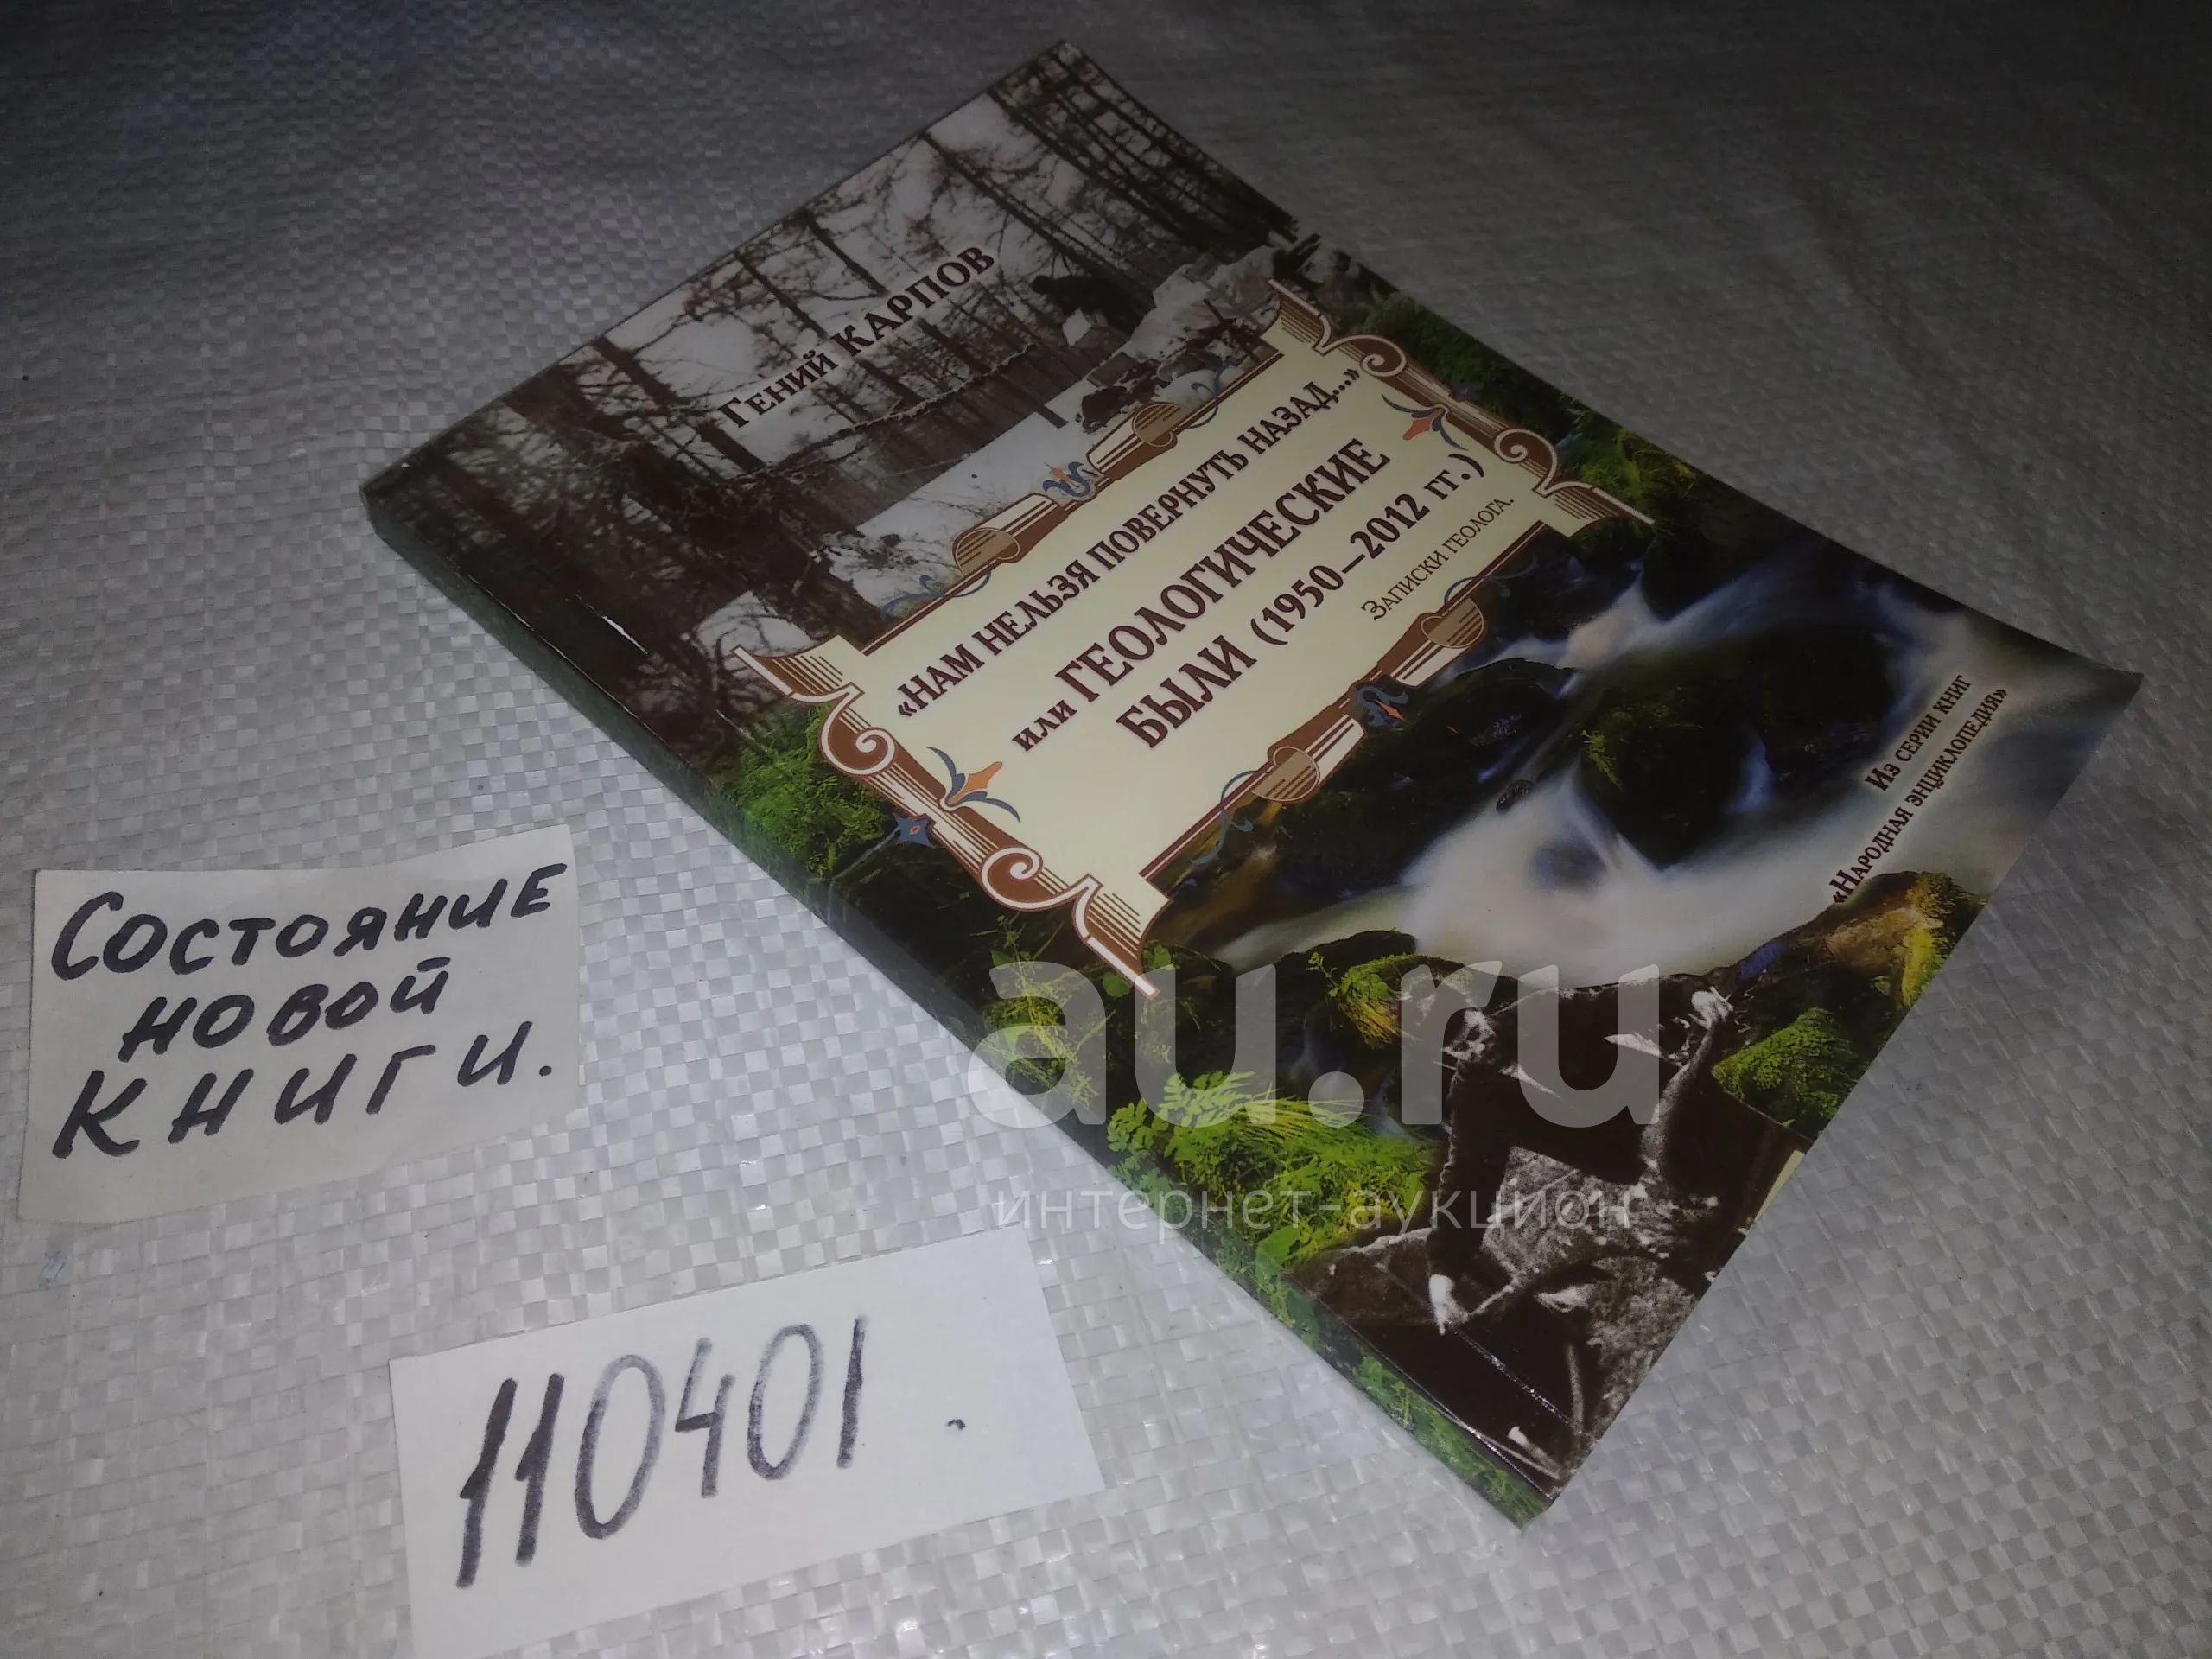 Гений КАРПОВ
«НАМ НЕЛЬЗЯ ПОВЕРНУТЬ НАЗАД...»
или ГЕОЛОГИЧЕСКИЕ
БЫЛИ (1950—2012 гг.)
Записки геолога.
Из серии книг
«Народная энциклопедия»
Состояние
новой
книги.
110401.
au.ru
интернет-аукцион